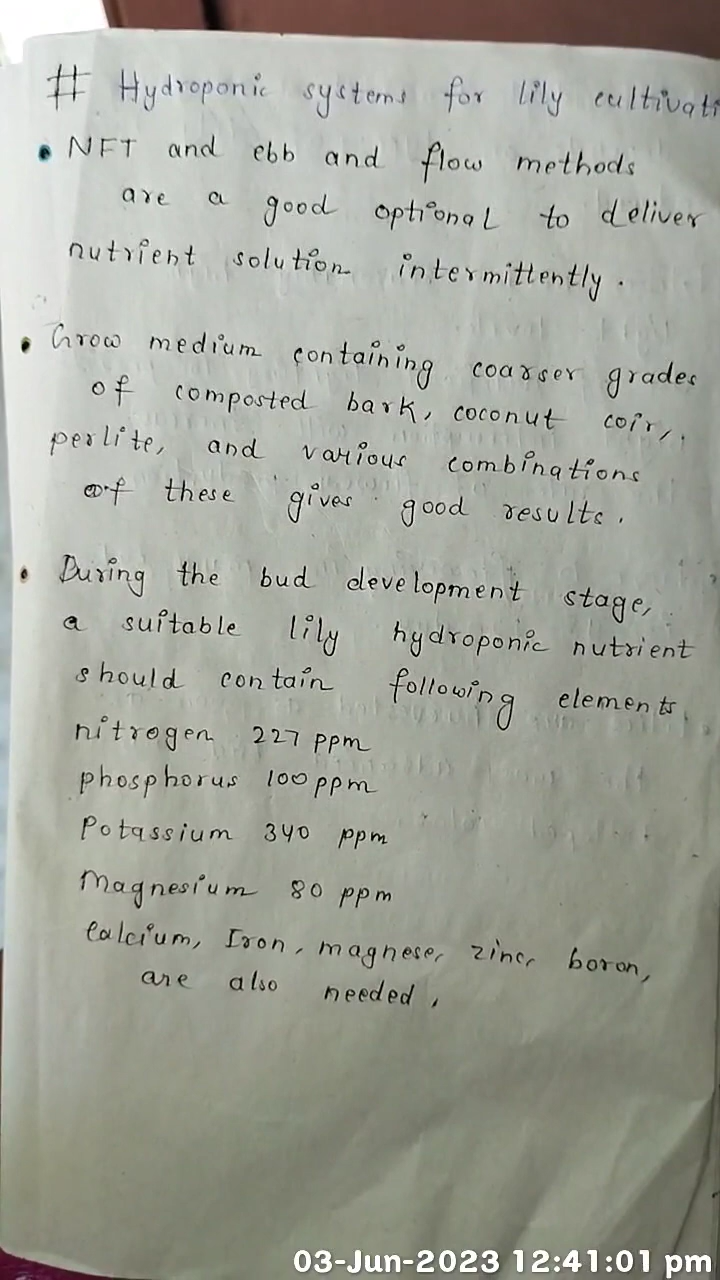 # Hydroponic systems for lily cultivati
• NFT and ebb and flow methods
are a good optional to deliver
nutrient solution intermittently.
• Grow medium containing coarser grades
of composted bark, coconut coir,
perlite, and various combinations
of these gives good results.
• During the bud development stage,
a suitable lily hydroponic nutrient
should contain following elements
nitrogen 227 ppm
phosphorus 100 ppm
Potassium 340 ppm
Magnesium 80 ppm
Calcium, Iron, magnese, zinc, boron,
are also needed,
03-Jun-2023 12:41:01 pm